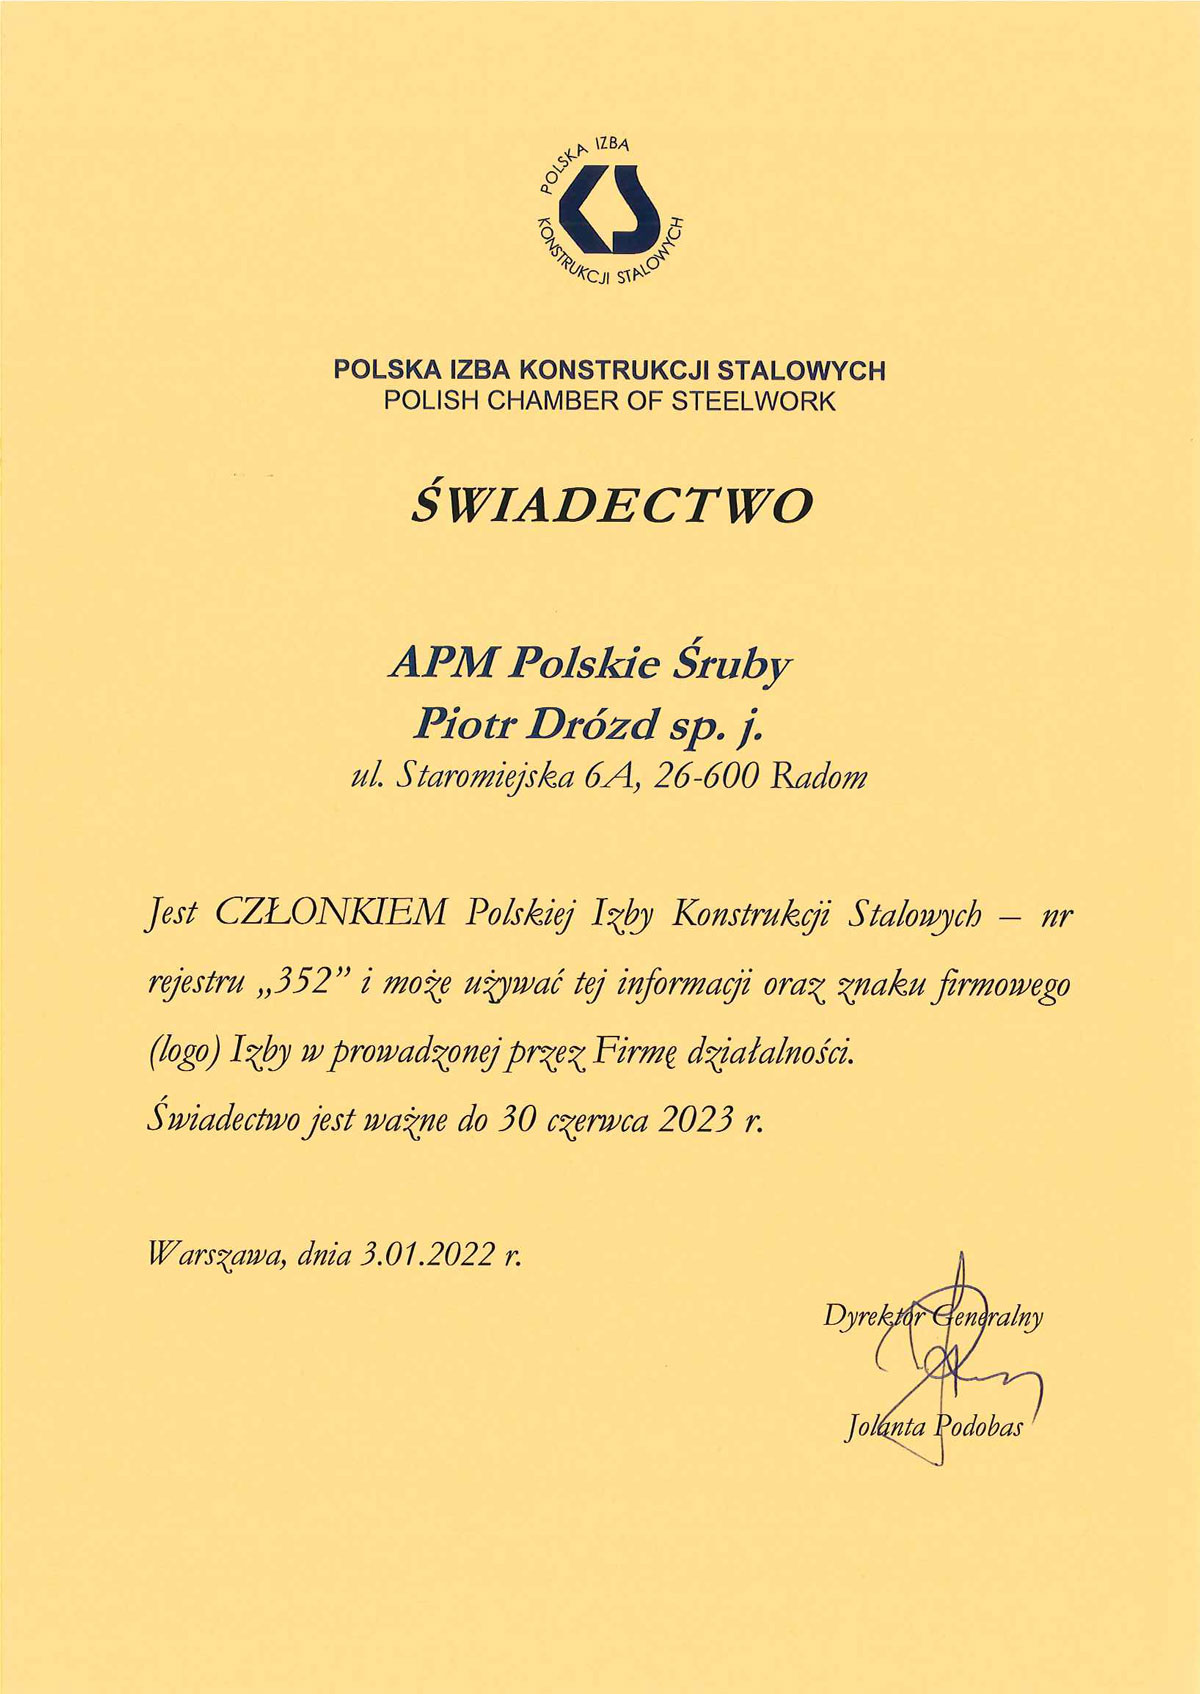 POLSKA IZBA
KONSTRUKCJI STALOWYCH
POLSKA IZBA KONSTRUKCJI STALOWYCH
POLISH CHAMBER OF STEELWORK
ŚWIADECTWO
APM Polskie Śruby
Piotr Drózd sp. j.
ul. Staromiejska 6A, 26-600 Radom
Jest CZŁONKIEM Polskiej Izby Konstrukcji Stalowych – nr
rejestru „352” i może używać tej informacji oraz znaku firmowego
(logo) Izby w prowadzonej przez Firmę działalności.
Świadectwo jest ważne do 30 czerwca 2023 r.
Warszawa, dnia 3.01.2022 r.
Dyrektor Generalny
Jolanta Podobas